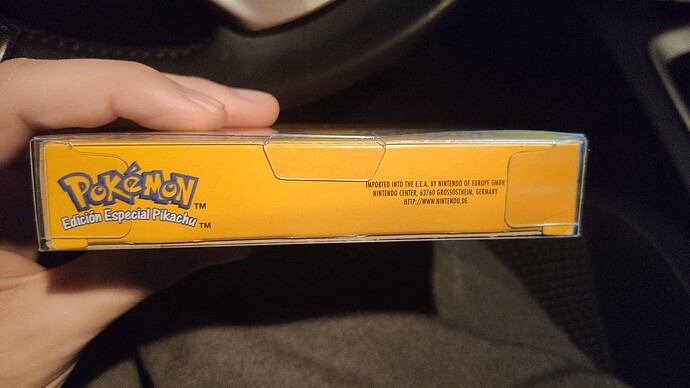 POKéMON™
Edición Especial Pikachu™
IMPORTED INTO THE E.E.A. BY NINTENDO OF EUROPE GMBH
NINTENDO CENTER, 63760 GROSSOSTHEIM, GERMANY
HTTP://WWW.NINTENDO.DE